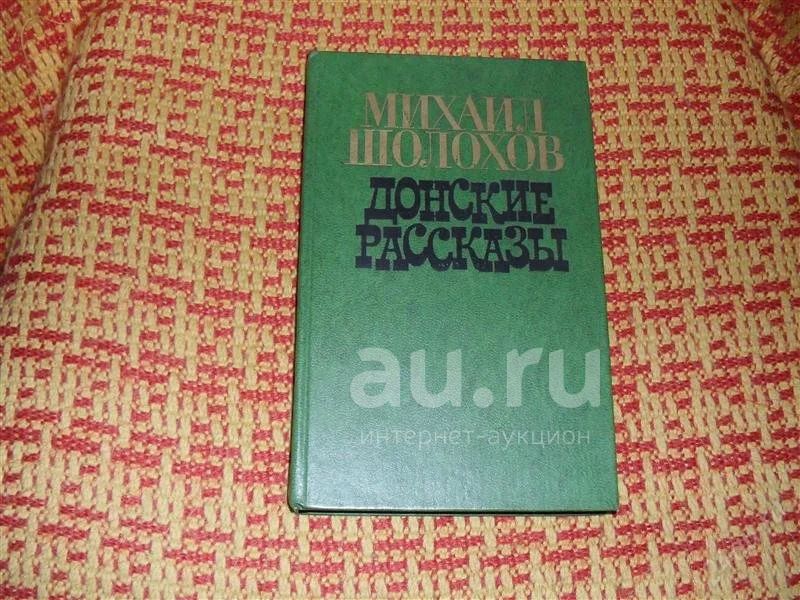 МИХАИЛ
ШОЛОХОВ
ДОНСКИЕ
РАССКАЗЫ
au.ru
интернет-аукцион